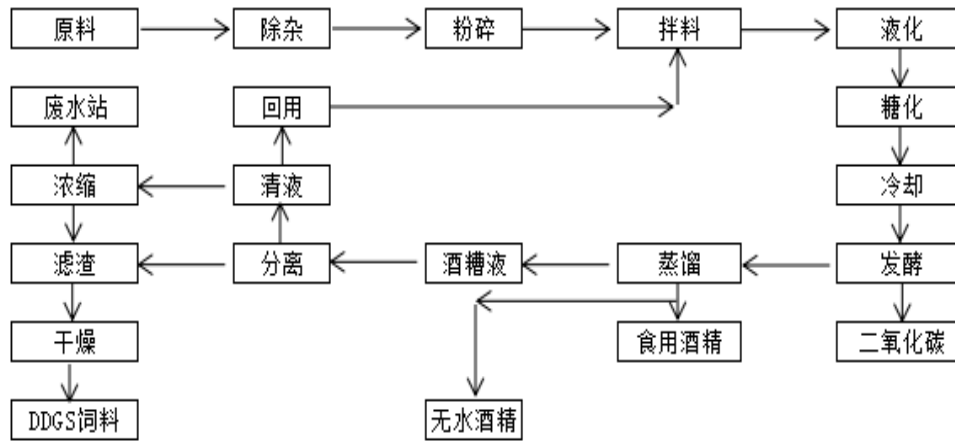 原料
除杂
粉碎
拌料
液化
废水站
回用
糖化
浓缩
清液
冷却
滤渣
分离
酒糟液
蒸馏
发酵
干燥
食用酒精
二氧化碳
DDGS饲料
无水酒精